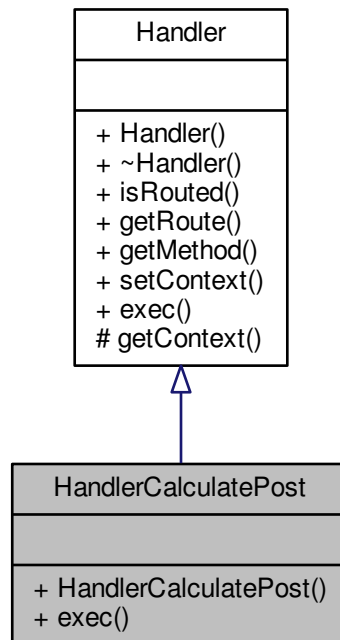 Handler
+ Handler()
+ ~Handler()
+ isRouted()
+ getRoute()
+ getMethod()
+ setContext()
+ exec()
# getContext()
HandlerCalculatePost
+ HandlerCalculatePost()
+ exec()